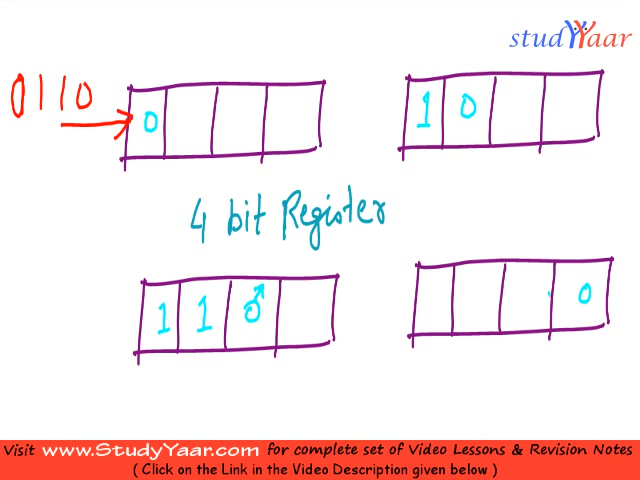 studYYaar
0110
0
1 0
4 bit Register
1 1 0
0
Visit www.StudyYaar.com for complete set of Video Lessons & Revision Notes
( Click on the Link in the Video Description given below )